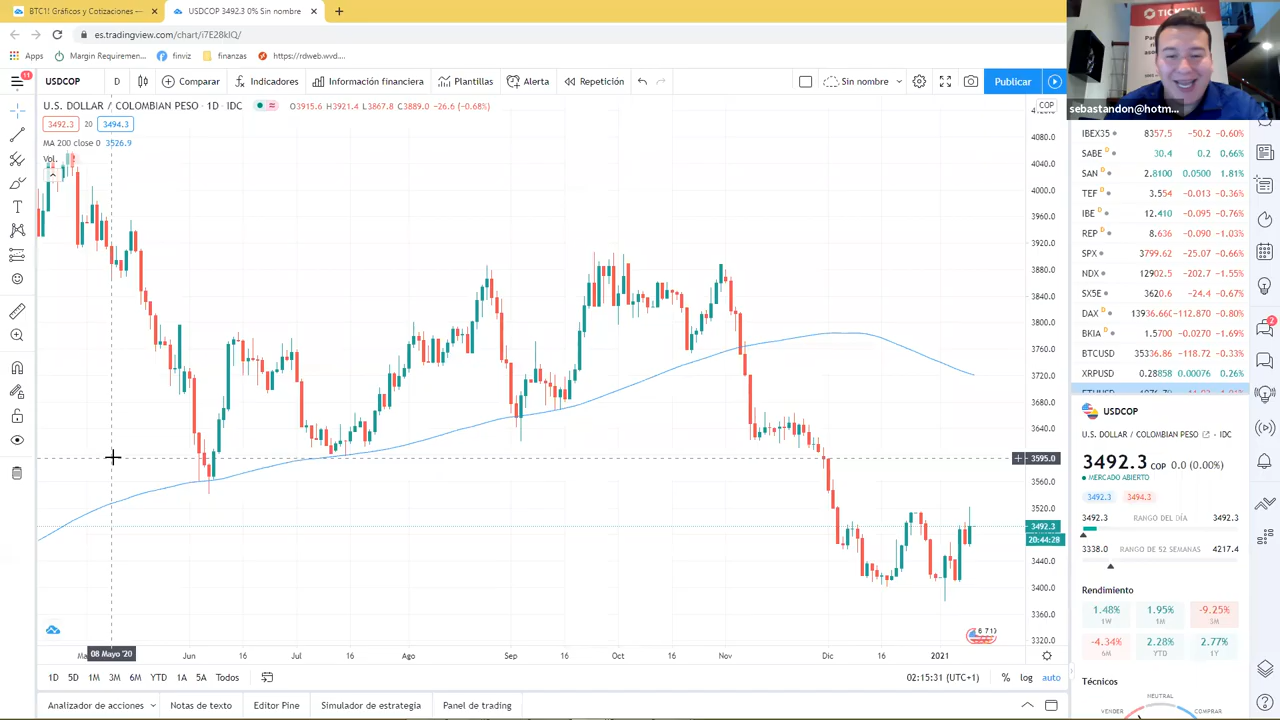 BTC1! Gráficos y Cotizaciones —
USDCOP 3492.3 0% Sin nombre
es.tradingview.com/chart/i7E28kIQ/
Apps
Margin Requiremen...
finviz
finanzas
https://rdweb.wvd....
TICKMILL
sebastandon@hotm...
11
USDCOP
D
Comparar
Indicadores
Información financiera
Plantillas
Alerta
Repetición
Sin nombre
Publicar
U.S. DOLLAR / COLOMBIAN PESO · 1D · IDC
O3915.6 H3921.4 L3867.8 C3889.0 −26.6 (−0.68%)
COP
3492.3 20 3494.3
MA 200 close 0 3526.9
Vol.
4080.0
4040.0
4000.0
3960.0
3920.0
3880.0
3840.0
3800.0
3760.0
3720.0
3680.0
3640.0
3595.0
3560.0
3520.0
3492.3
20:44:28
3440.0
3400.0
3360.0
3320.0
08 Mayo '20
Jun
16
Jul
16
Sep
16
Oct
16
Nov
Dic
16
2021
1D 5D 1M 3M 6M YTD 1A 5A Todos
02:15:31 (UTC+1)
% log auto
Analizador de acciones
Notas de texto
Editor Pine
Simulador de estrategia
Panel de trading
IBEX35 8357.5 −50.2 −0.60%
SABE D 30.4 0.2 0.66%
SAN D 2.8100 0.0500 1.81%
TEF D 3.554 −0.013 −0.36%
IBE D 12.410 −0.095 −0.76%
REP D 8.636 −0.090 −1.03%
SPX 3799.62 −25.07 −0.66%
NDX 12902.5 −202.7 −1.55%
SX5E 3620.6 −24.4 −0.67%
DAX 13936.66 −112.870 −0.80%
BKIA D 1.5700 −0.0270 −1.69%
BTCUSD 35336.86 −118.72 −0.33%
XRPUSD 0.28858 0.00076 0.26%
2
USDCOP
U.S. DOLLAR / COLOMBIAN PESO · IDC
3492.3 COP 0.0 (0.00%)
MERCADO ABIERTO
3492.3 3494.3
3492.3 RANGO DEL DÍA 3492.3
3338.0 RANGO DE 52 SEMANAS 4217.4
Rendimiento
1.48% 1.95% −9.25%
1W 1M 3M
−4.34% 2.28% 2.77%
6M YTD 1Y
Técnicos
NEUTRAL
VENDER COMPRAR